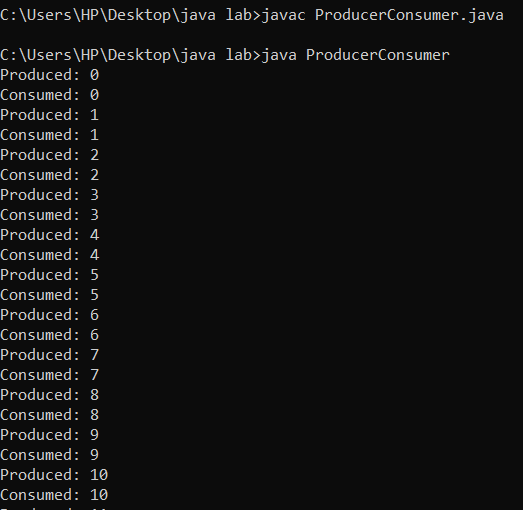 C:\Users\HP\Desktop\java lab>javac ProducerConsumer.java
C:\Users\HP\Desktop\java lab>java ProducerConsumer
Produced: 0
Consumed: 0
Produced: 1
Consumed: 1
Produced: 2
Consumed: 2
Produced: 3
Consumed: 3
Produced: 4
Consumed: 4
Produced: 5
Consumed: 5
Produced: 6
Consumed: 6
Produced: 7
Consumed: 7
Produced: 8
Consumed: 8
Produced: 9
Consumed: 9
Produced: 10
Consumed: 10